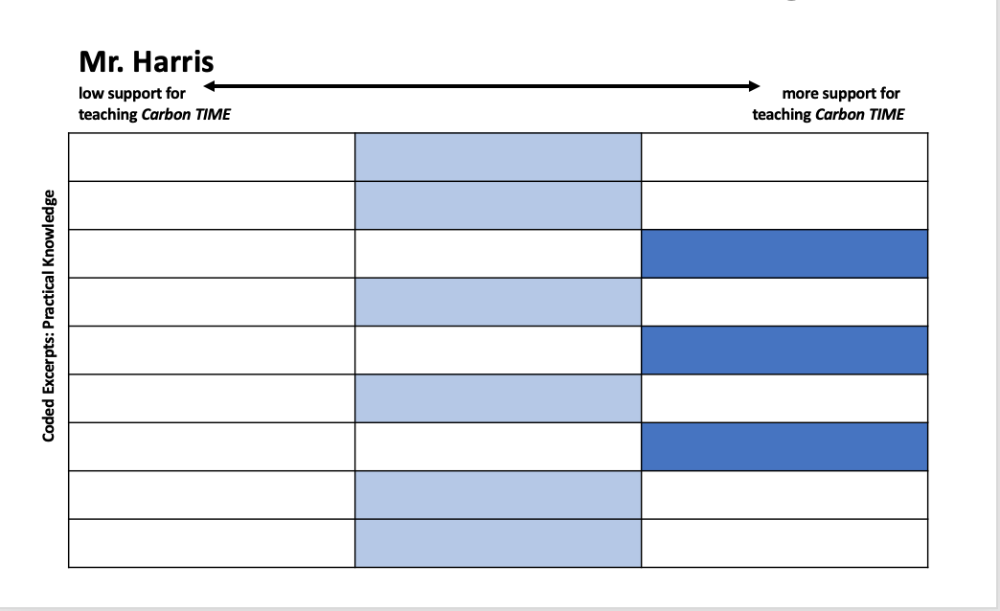 Mr. Harris
low support for
teaching Carbon TIME
more support for
teaching Carbon TIME
Coded Excerpts: Practical Knowledge